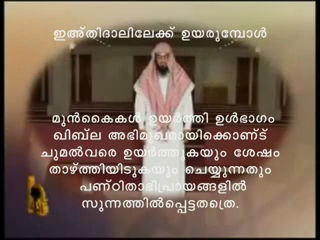 ഇഅ്തിദാലിലേക്ക് ഉയരുമ്പോൾ
മുൻകൈകൾ ഉയർത്തി ഉൾഭാഗം
ഖിബ്‌ല അഭിമുഖമായിക്കൊണ്ട്
ചുമൽവരെ ഉയർത്തുകയും ശേഷം
താഴ്ത്തിയിടുകയും ചെയ്യുന്നതും
പണ്ഠിതാഭിപ്രായങ്ങളിൽ
സുന്നത്തിൽപ്പെട്ടതത്രെ.